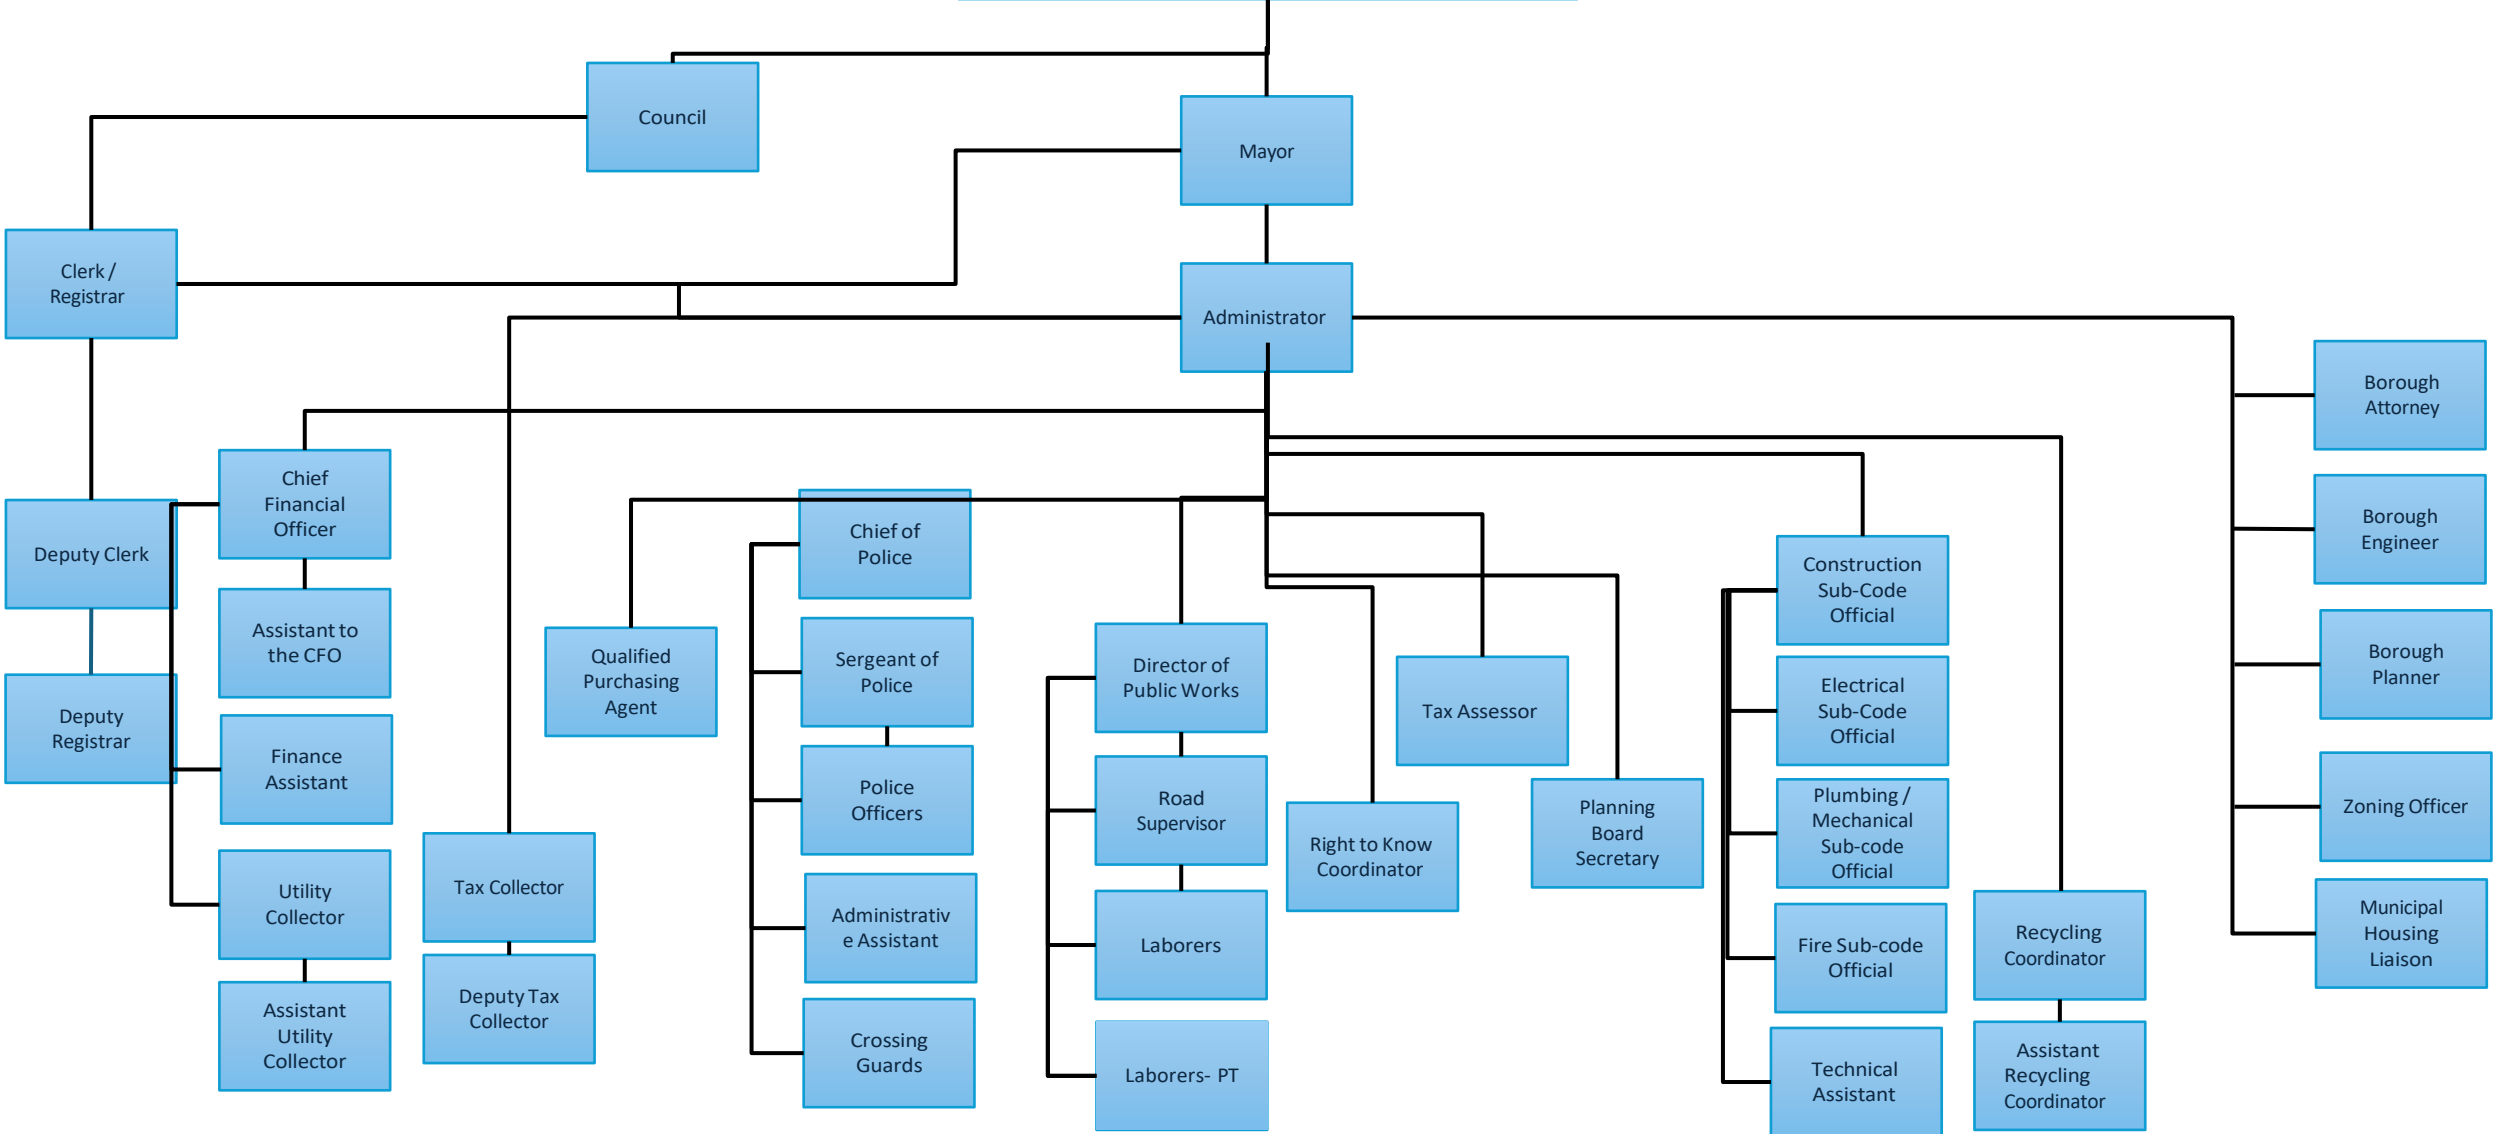 Council
Mayor
Clerk /
Registrar
Administrator
Borough
Attorney
Chief
Financial
Officer
Deputy Clerk
Chief of
Police
Borough
Engineer
Construction
Sub-Code
Official
Assistant to
the CFO
Qualified
Purchasing
Agent
Sergeant of
Police
Director of
Public Works
Tax Assessor
Electrical
Sub-Code
Official
Borough
Planner
Deputy
Registrar
Finance
Assistant
Police
Officers
Road
Supervisor
Right to Know
Coordinator
Planning
Board
Secretary
Plumbing /
Mechanical
Sub-code
Official
Zoning Officer
Utility
Collector
Tax Collector
Administrativ
e Assistant
Laborers
Fire Sub-code
Official
Recycling
Coordinator
Municipal
Housing
Liaison
Assistant
Utility
Collector
Deputy Tax
Collector
Crossing
Guards
Laborers- PT
Technical
Assistant
Assistant
Recycling
Coordinator